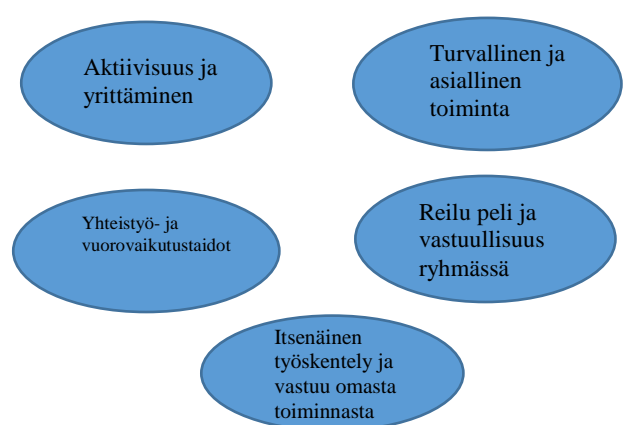 Aktiivisuus ja
yrittäminen
Turvallinen ja
asiallinen
toiminta
Yhteistyö- ja
vuorovaikutustaidot
Reilu peli ja
vastuullisuus
ryhmässä
Itsenäinen
työskentely ja
vastuu omasta
toiminnasta